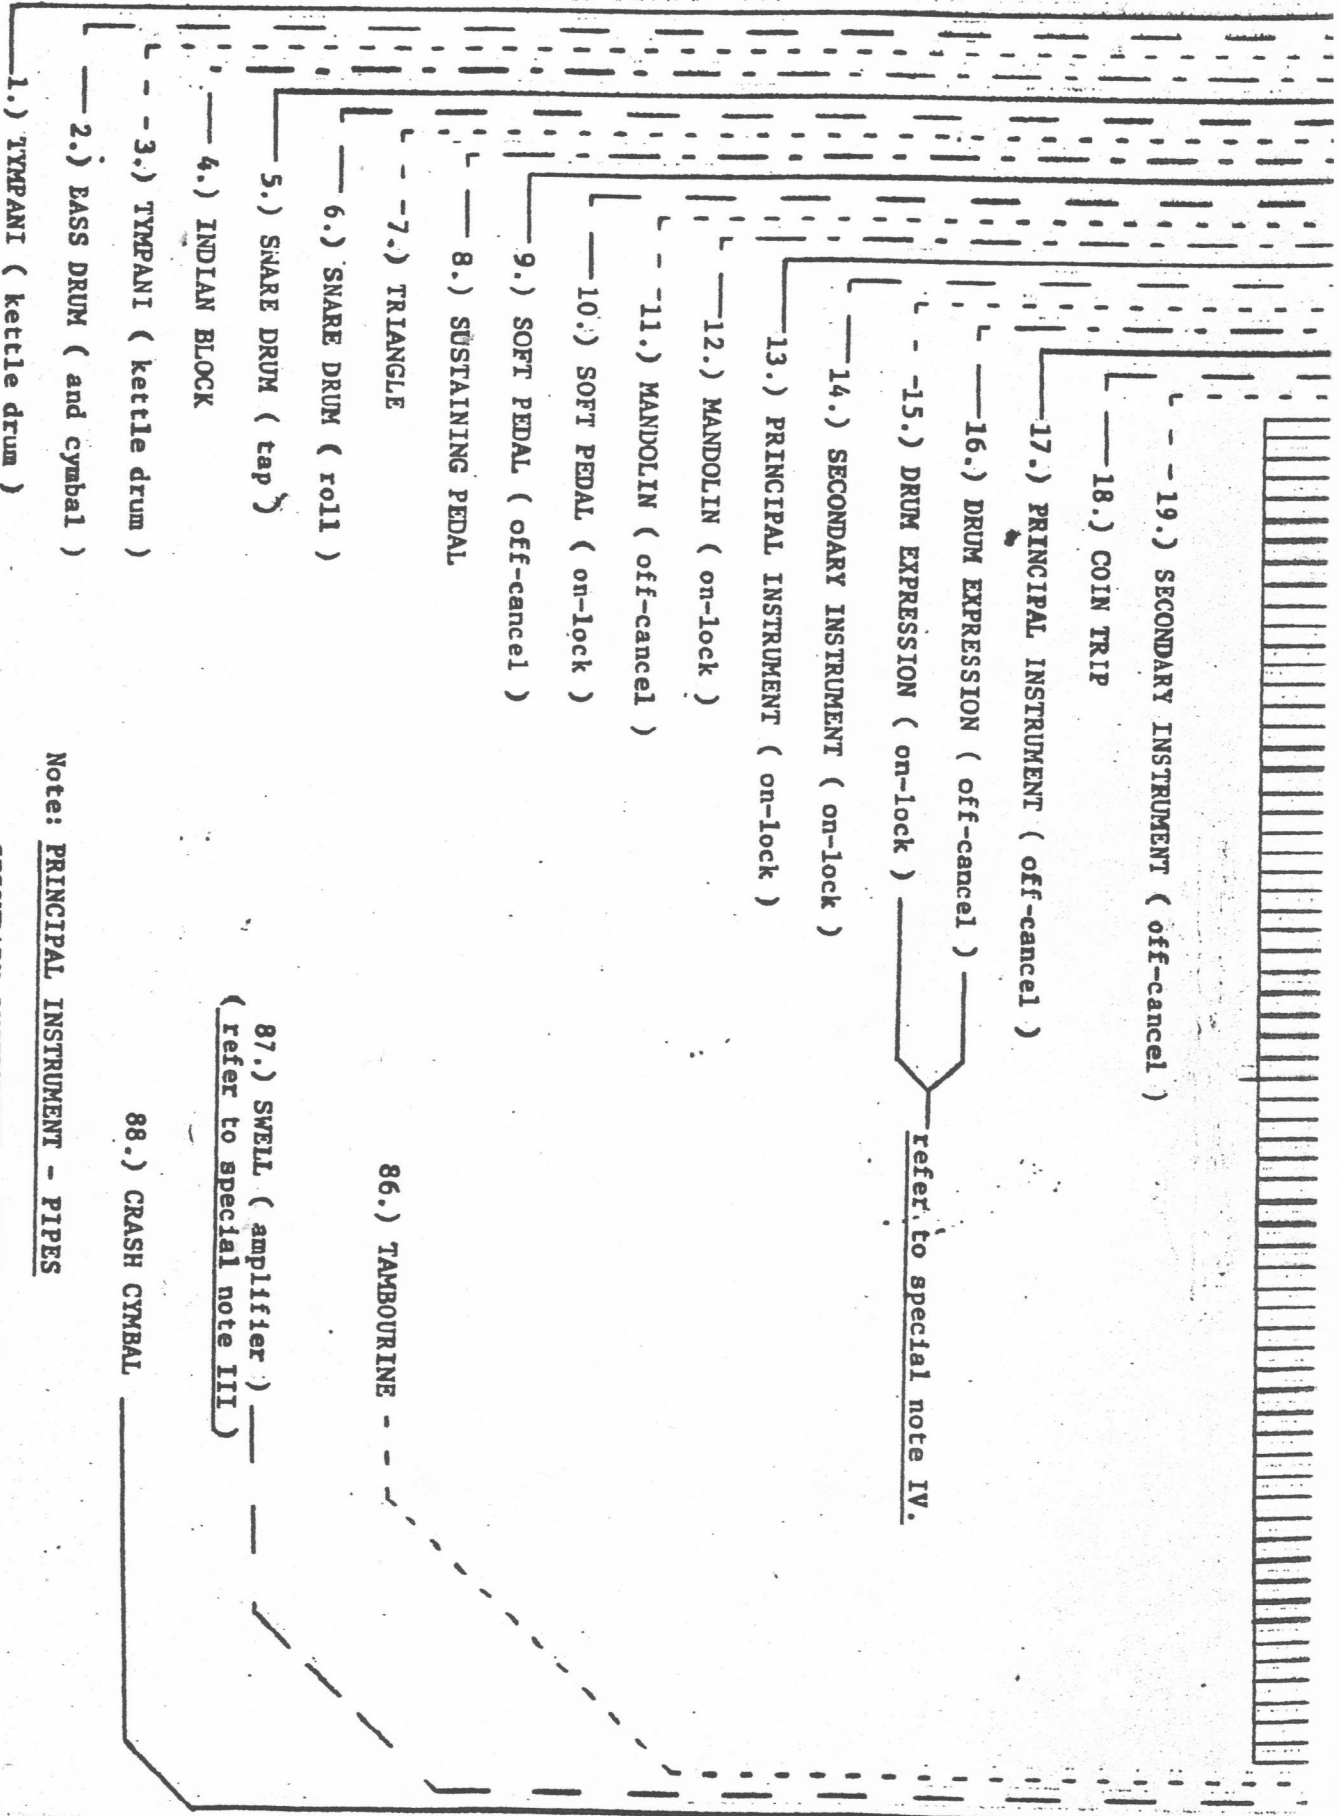 19.) SECONDARY INSTRUMENT ( off-cancel )
18.) COIN TRIP
17.) PRINCIPAL INSTRUMENT ( off-cancel )
16.) DRUM EXPRESSION ( off-cancel )
15.) DRUM EXPRESSION ( on-lock )
refer to special note IV.
14.) SECONDARY INSTRUMENT ( on-lock )
13.) PRINCIPAL INSTRUMENT ( on-lock )
12.) MANDOLIN ( on-lock )
11.) MANDOLIN ( off-cancel )
10.) SOFT PEDAL ( on-lock )
9.) SOFT PEDAL ( off-cancel )
8.) SUSTAINING PEDAL
7.) TRIANGLE
86.) TAMBOURINE
6.) SNARE DRUM ( roll )
5.) SNARE DRUM ( tap )
87.) SWELL ( amplifier )
( refer to special note III )
4.) INDIAN BLOCK
3.) TYMPANI ( kettle drum )
88.) CRASH CYMBAL
2.) BASS DRUM ( and cymbal )
Note: PRINCIPAL INSTRUMENT - PIPES
1.) TYMPANI ( kettle drum )